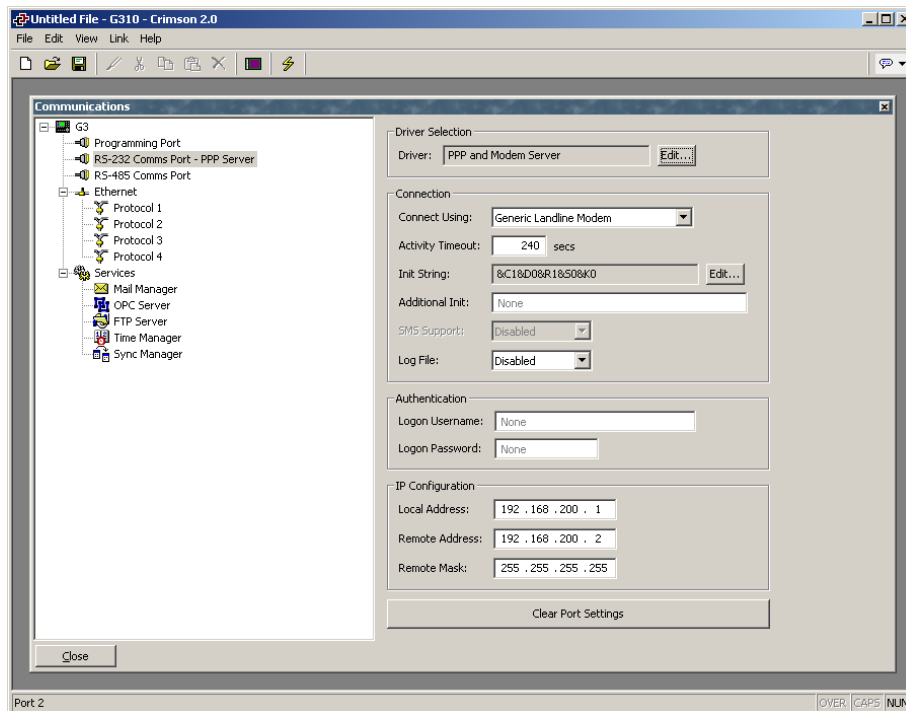 Untitled File - G310 - Crimson 2.0
File Edit View Link Help
Communications
G3
Programming Port
RS-232 Comms Port - PPP Server
RS-485 Comms Port
Ethernet
Protocol 1
Protocol 2
Protocol 3
Protocol 4
Services
Mail Manager
OPC Server
FTP Server
Time Manager
Sync Manager
Driver Selection
Driver: PPP and Modem Server Edit...
Connection
Connect Using: Generic Landline Modem
Activity Timeout: 240 secs
Init String: &C1&D0&R1&S0&K0 Edit...
Additional Init: None
SMS Support: Disabled
Log File: Disabled
Authentication
Logon Username: None
Logon Password: None
IP Configuration
Local Address: 192 . 168 . 200 . 1
Remote Address: 192 . 168 . 200 . 2
Remote Mask: 255 . 255 . 255 . 255
Clear Port Settings
Close
Port 2 OVER CAPS NUM